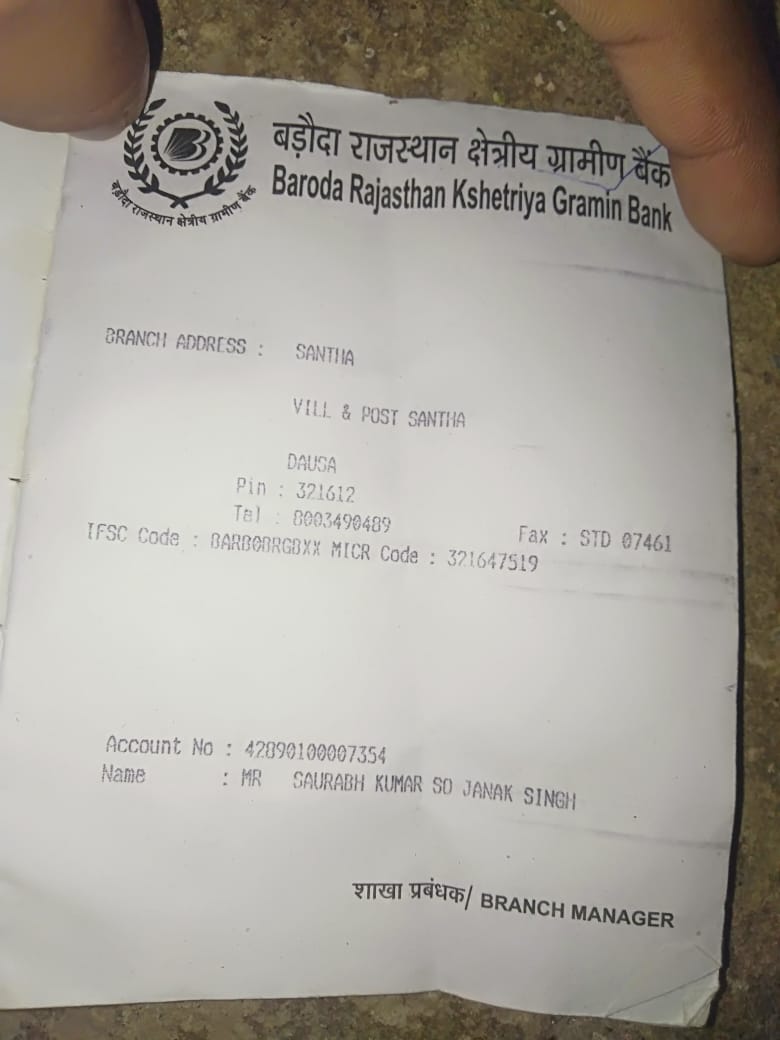 बड़ौदा राजस्थान क्षेत्रीय ग्रामीण बैंक
Baroda Rajasthan Kshetriya Gramin Bank
बड़ौदा राजस्थान क्षेत्रीय ग्रामीण बैंक
BRANCH ADDRESS : SANTHA
VILL & POST SANTHA
DAUSA
Pin : 321612
Tel : 8003490489 Fax : STD 07461
IFSC Code : BARB0BRGBXX MICR Code : 321647519
Account No : 42890100007354
Name : MR SAURABH KUMAR SO JANAK SINGH
शाखा प्रबंधक/ BRANCH MANAGER